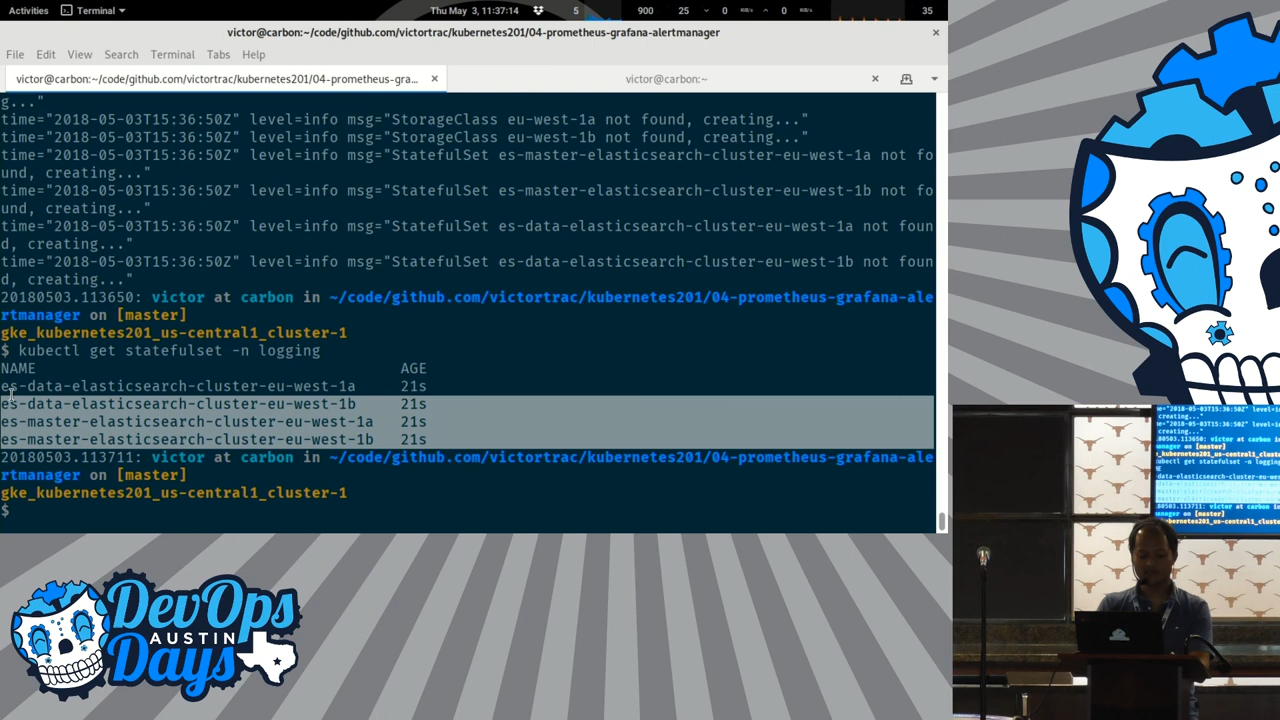 Activities Terminal Thu May 3, 11:37:14 5 900 25 0 KiB/s 0 KiB/s 35
victor@carbon:~/code/github.com/victortrac/kubernetes201/04-prometheus-grafana-alertmanager
File Edit View Search Terminal Tabs Help
victor@carbon:~/code/github.com/victortrac/kubernetes201/04-prometheus-gra... victor@carbon:~
g..."
time="2018-05-03T15:36:50Z" level=info msg="StorageClass eu-west-1a not found, creating..."
time="2018-05-03T15:36:50Z" level=info msg="StorageClass eu-west-1b not found, creating..."
time="2018-05-03T15:36:50Z" level=info msg="StatefulSet es-master-elasticsearch-cluster-eu-west-1a not fo
und, creating..."
time="2018-05-03T15:36:50Z" level=info msg="StatefulSet es-master-elasticsearch-cluster-eu-west-1b not fo
und, creating..."
time="2018-05-03T15:36:50Z" level=info msg="StatefulSet es-data-elasticsearch-cluster-eu-west-1a not foun
d, creating..."
time="2018-05-03T15:36:50Z" level=info msg="StatefulSet es-data-elasticsearch-cluster-eu-west-1b not foun
d, creating..."
20180503.113650: victor at carbon in ~/code/github.com/victortrac/kubernetes201/04-prometheus-grafana-ale
rtmanager on [master]
gke_kubernetes201_us-central1_cluster-1
$ kubectl get statefulset -n logging
NAME AGE
es-data-elasticsearch-cluster-eu-west-1a 21s
es-data-elasticsearch-cluster-eu-west-1b 21s
es-master-elasticsearch-cluster-eu-west-1a 21s
es-master-elasticsearch-cluster-eu-west-1b 21s
20180503.113711: victor at carbon in ~/code/github.com/victortrac/kubernetes201/04-prometheus-grafana-ale
rtmanager on [master]
gke_kubernetes201_us-central1_cluster-1
$
DevOps
AUSTIN
Days